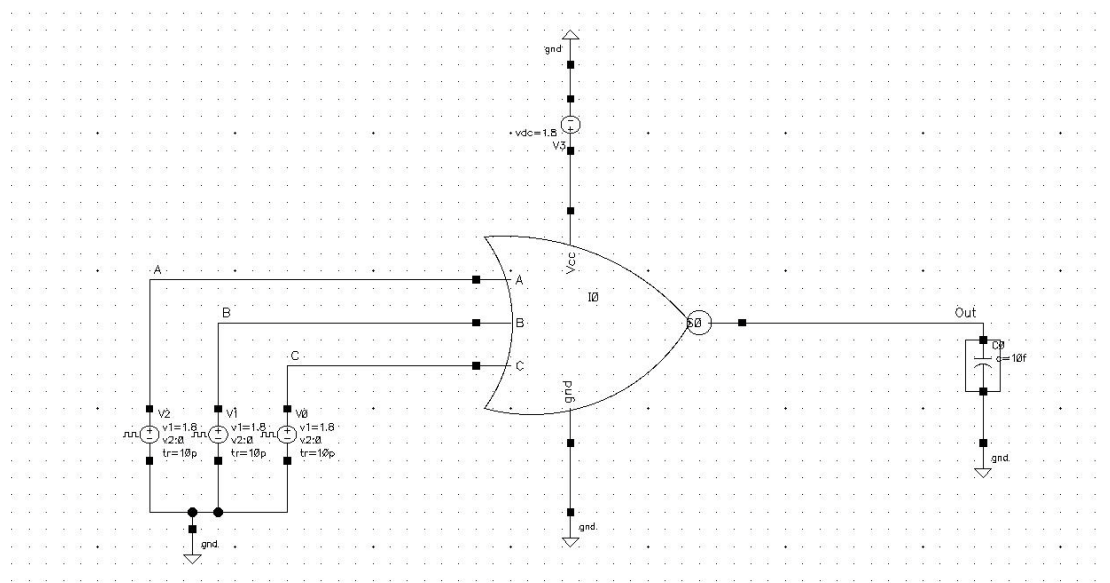 gnd
vdc=1.8
V3
Vcc
A
A
I0
B
B
S0
Out
C
C
C0
c=10f
gnd
V2
v1=1.8
v2:0
tr=10p
V1
v1=1.8
v2:0
tr=10p
V0
v1=1.8
v2:0
tr=10p
gnd
gnd
gnd